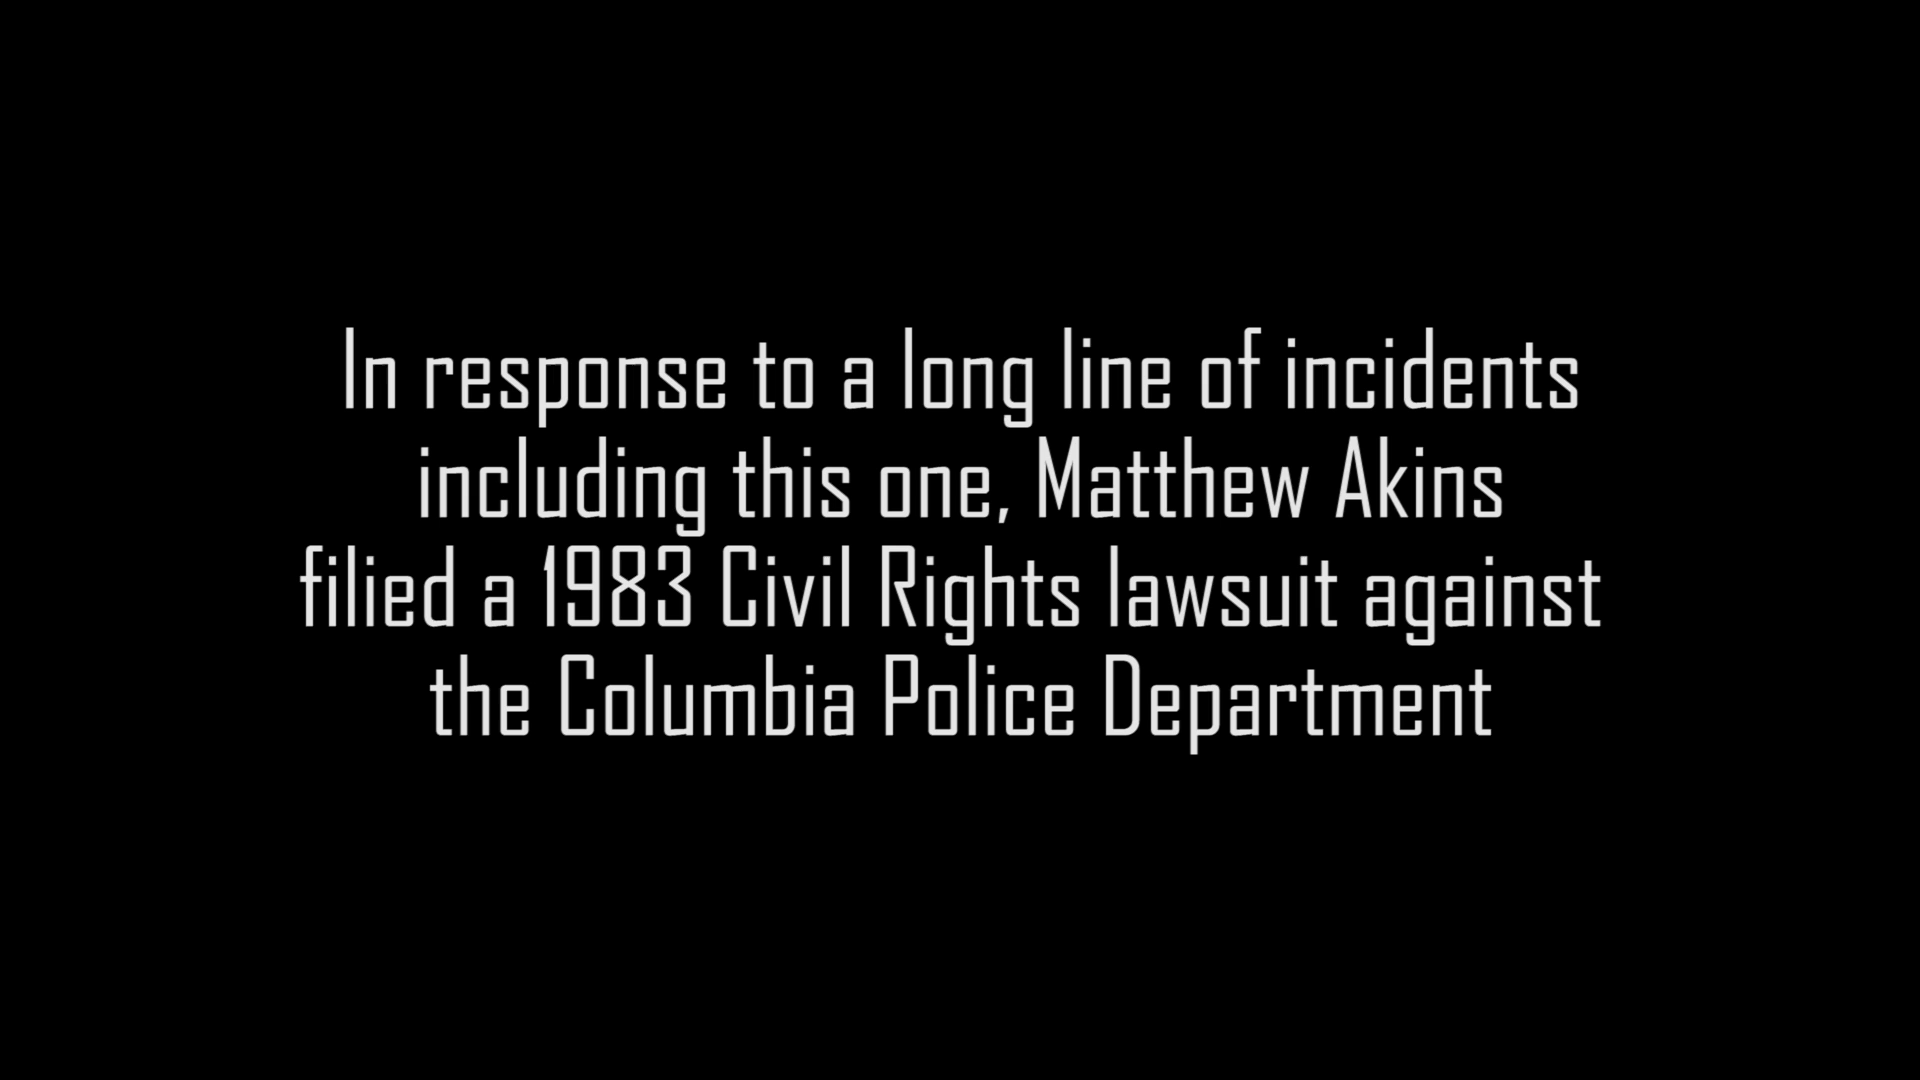 In response to a long line of incidents
including this one, Matthew Akins
filied a 1983 Civil Rights lawsuit against
the Columbia Police Department